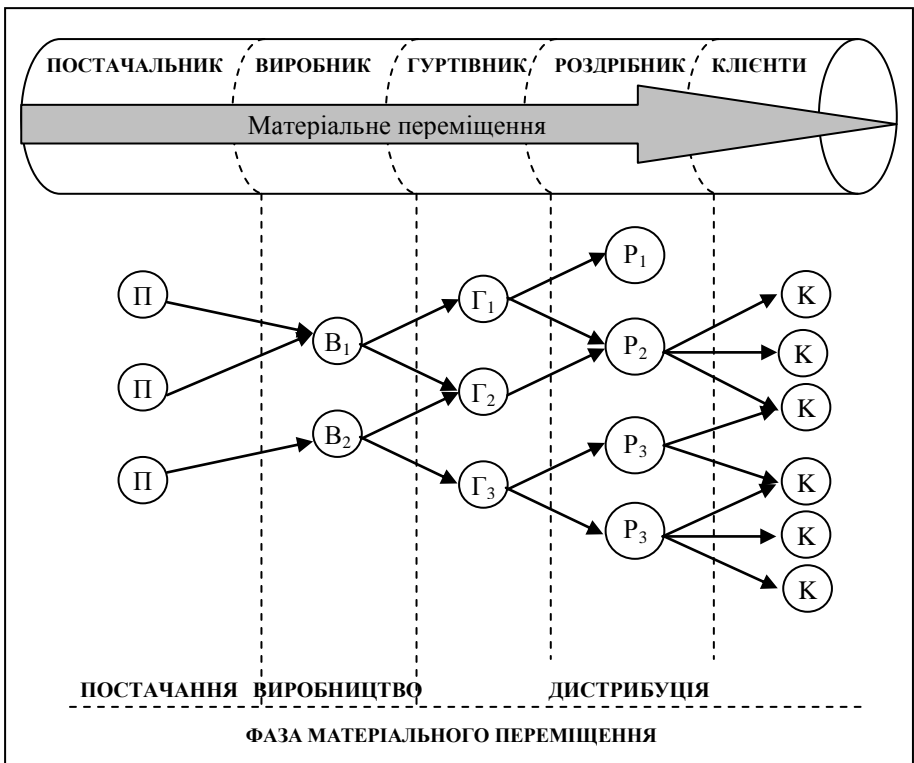 ПОСТАЧАЛЬНИК ВИРОБНИК ГУРТІВНИК РОЗДРІБНИК КЛІЄНТИ
Матеріальне переміщення
Р₁
П Г₁ К
В₁ Р₂ К
П Г₂ К
В₂ Р₃
П Г₃ К
Р₃ К
К
ПОСТАЧАННЯ ВИРОБНИЦТВО ДИСТРИБУЦІЯ
ФАЗА МАТЕРІАЛЬНОГО ПЕРЕМІЩЕННЯ